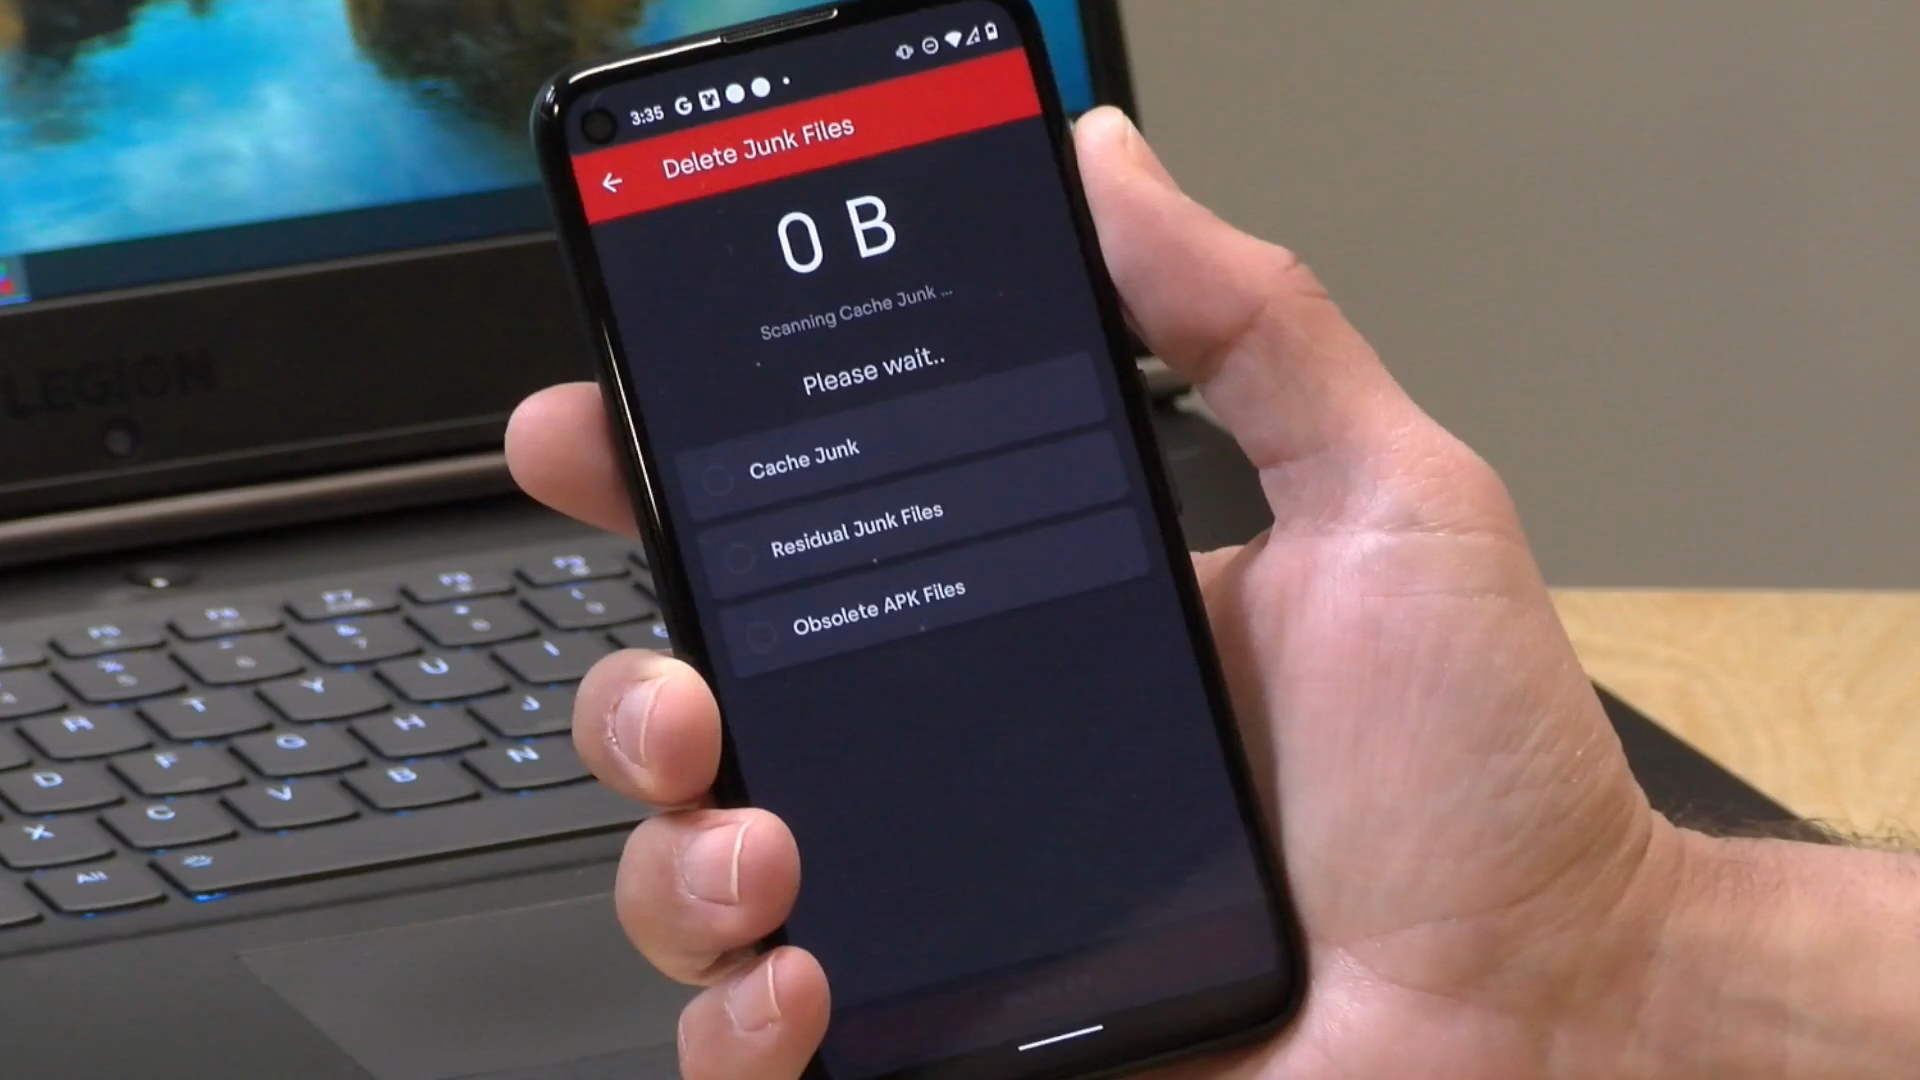 3:35
Delete Junk Files
0 B
Scanning Cache Junk ...
Please wait..
Cache Junk
Residual Junk Files
Obsolete APK Files
LEGION
Y U I
R T
G H J
D F
V B N
X C
Alt